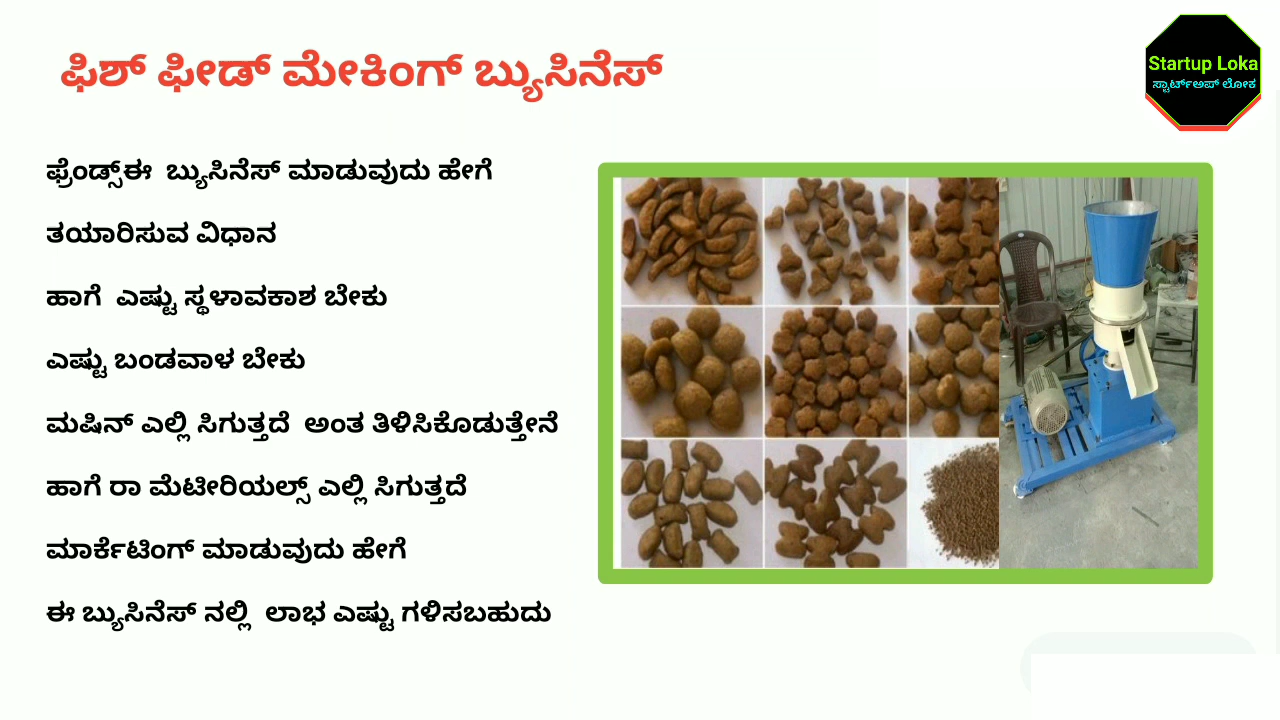 ಫಿಶ್ ಫೀಡ್ ಮೇಕಿಂಗ್ ಬ್ಯುಸಿನೆಸ್
Startup Loka
ಸ್ಟಾರ್ಟ್ಅಪ್ ಲೋಕ
ಫ್ರೆಂಡ್ಸ್ಈ ಬ್ಯುಸಿನೆಸ್ ಮಾಡುವುದು ಹೇಗೆ
ತಯಾರಿಸುವ ವಿಧಾನ
ಹಾಗೆ ಎಷ್ಟು ಸ್ಥಳಾವಕಾಶ ಬೇಕು
ಎಷ್ಟು ಬಂಡವಾಳ ಬೇಕು
ಮಷಿನ್ ಎಲ್ಲಿ ಸಿಗುತ್ತದೆ ಅಂತ ತಿಳಿಸಿಕೊಡುತ್ತೇನೆ
ಹಾಗೆ ರಾ ಮೆಟೀರಿಯಲ್ಸ್ ಎಲ್ಲಿ ಸಿಗುತ್ತದೆ
ಮಾರ್ಕೆಟಿಂಗ್ ಮಾಡುವುದು ಹೇಗೆ
ಈ ಬ್ಯುಸಿನೆಸ್ ನಲ್ಲಿ ಲಾಭ ಎಷ್ಟು ಗಳಿಸಬಹುದು